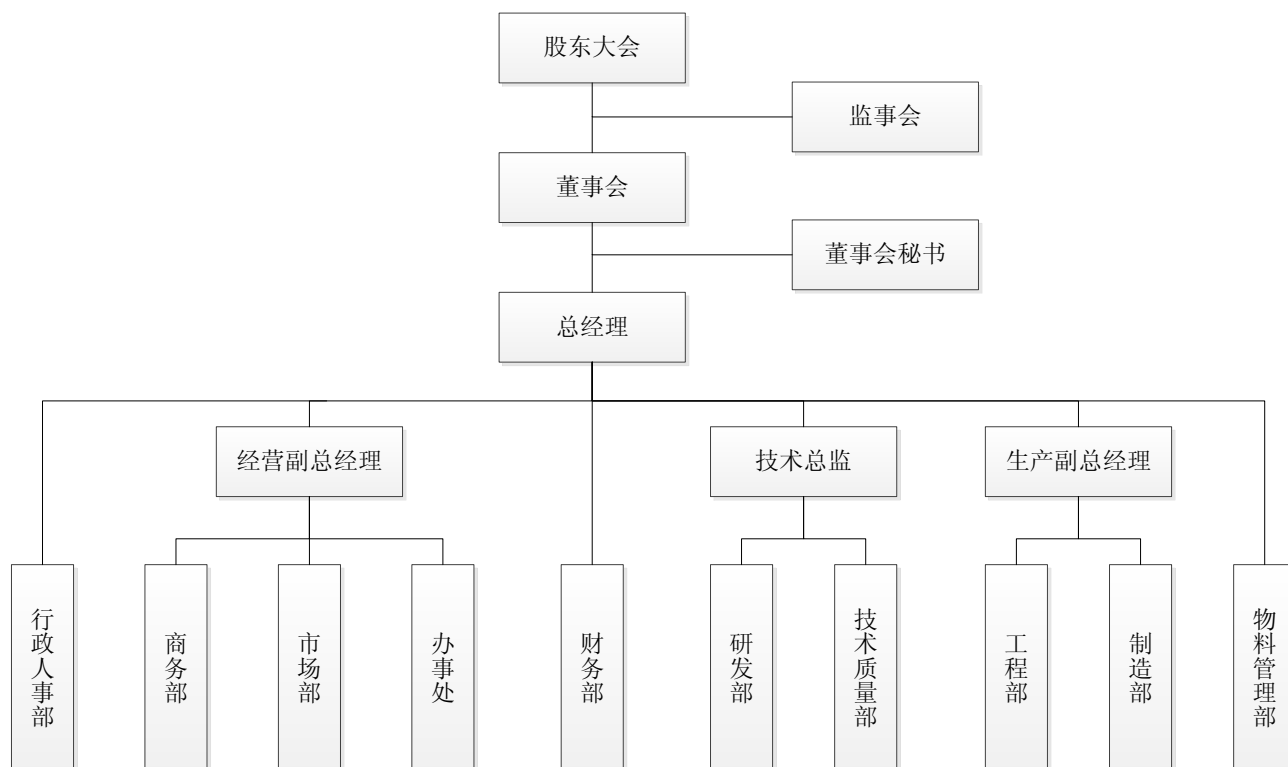 股东大会
监事会
董事会
董事会秘书
总经理
经营副总经理
技术总监
生产副总经理
行政人事部
商务部
市场部
办事处
财务部
研发部
技术质量部
工程部
制造部
物料管理部